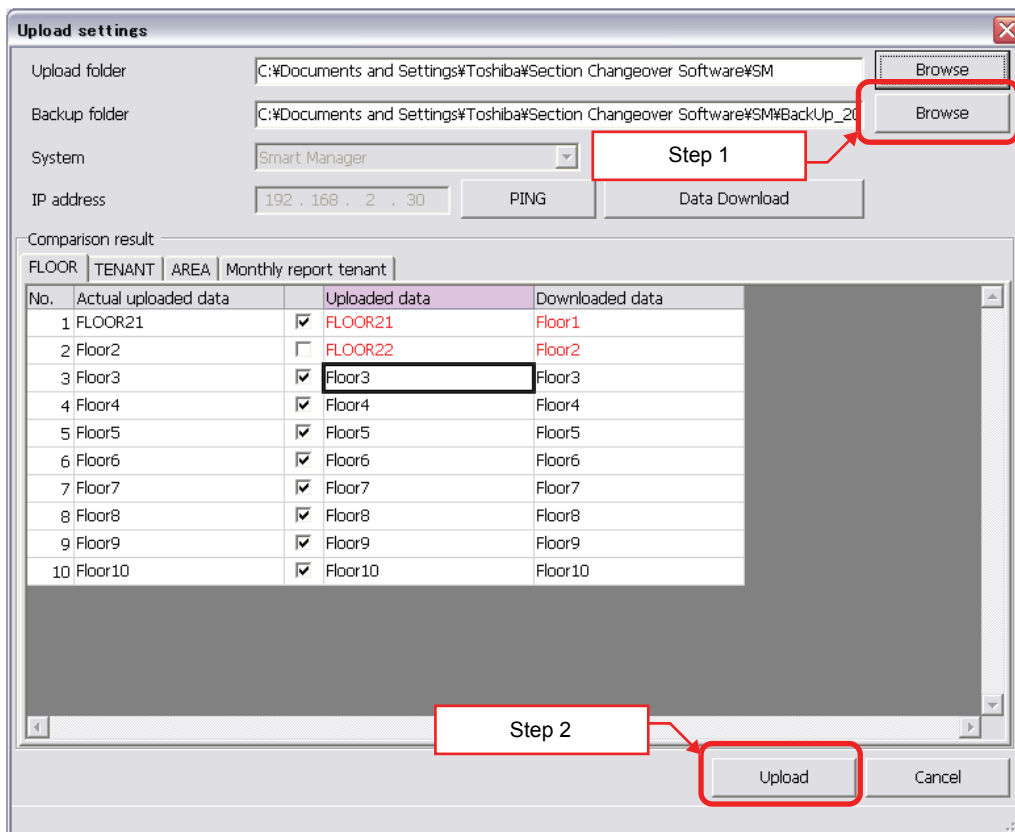 Upload settings
Upload folder C:¥Documents and Settings¥Toshiba¥Section Changeover Software¥SM Browse
Backup folder C:¥Documents and Settings¥Toshiba¥Section Changeover Software¥SM¥BackUp_20 Browse
System Smart Manager Step 1
IP address 192 . 168 . 2 . 30 PING Data Download
Comparison result
FLOOR TENANT AREA Monthly report tenant
No. Actual uploaded data Uploaded data Downloaded data
1 FLOOR21 FLOOR21 Floor1
2 Floor2 FLOOR22 Floor2
3 Floor3 Floor3 Floor3
4 Floor4 Floor4 Floor4
5 Floor5 Floor5 Floor5
6 Floor6 Floor6 Floor6
7 Floor7 Floor7 Floor7
8 Floor8 Floor8 Floor8
9 Floor9 Floor9 Floor9
10 Floor10 Floor10 Floor10
Step 2
Upload Cancel